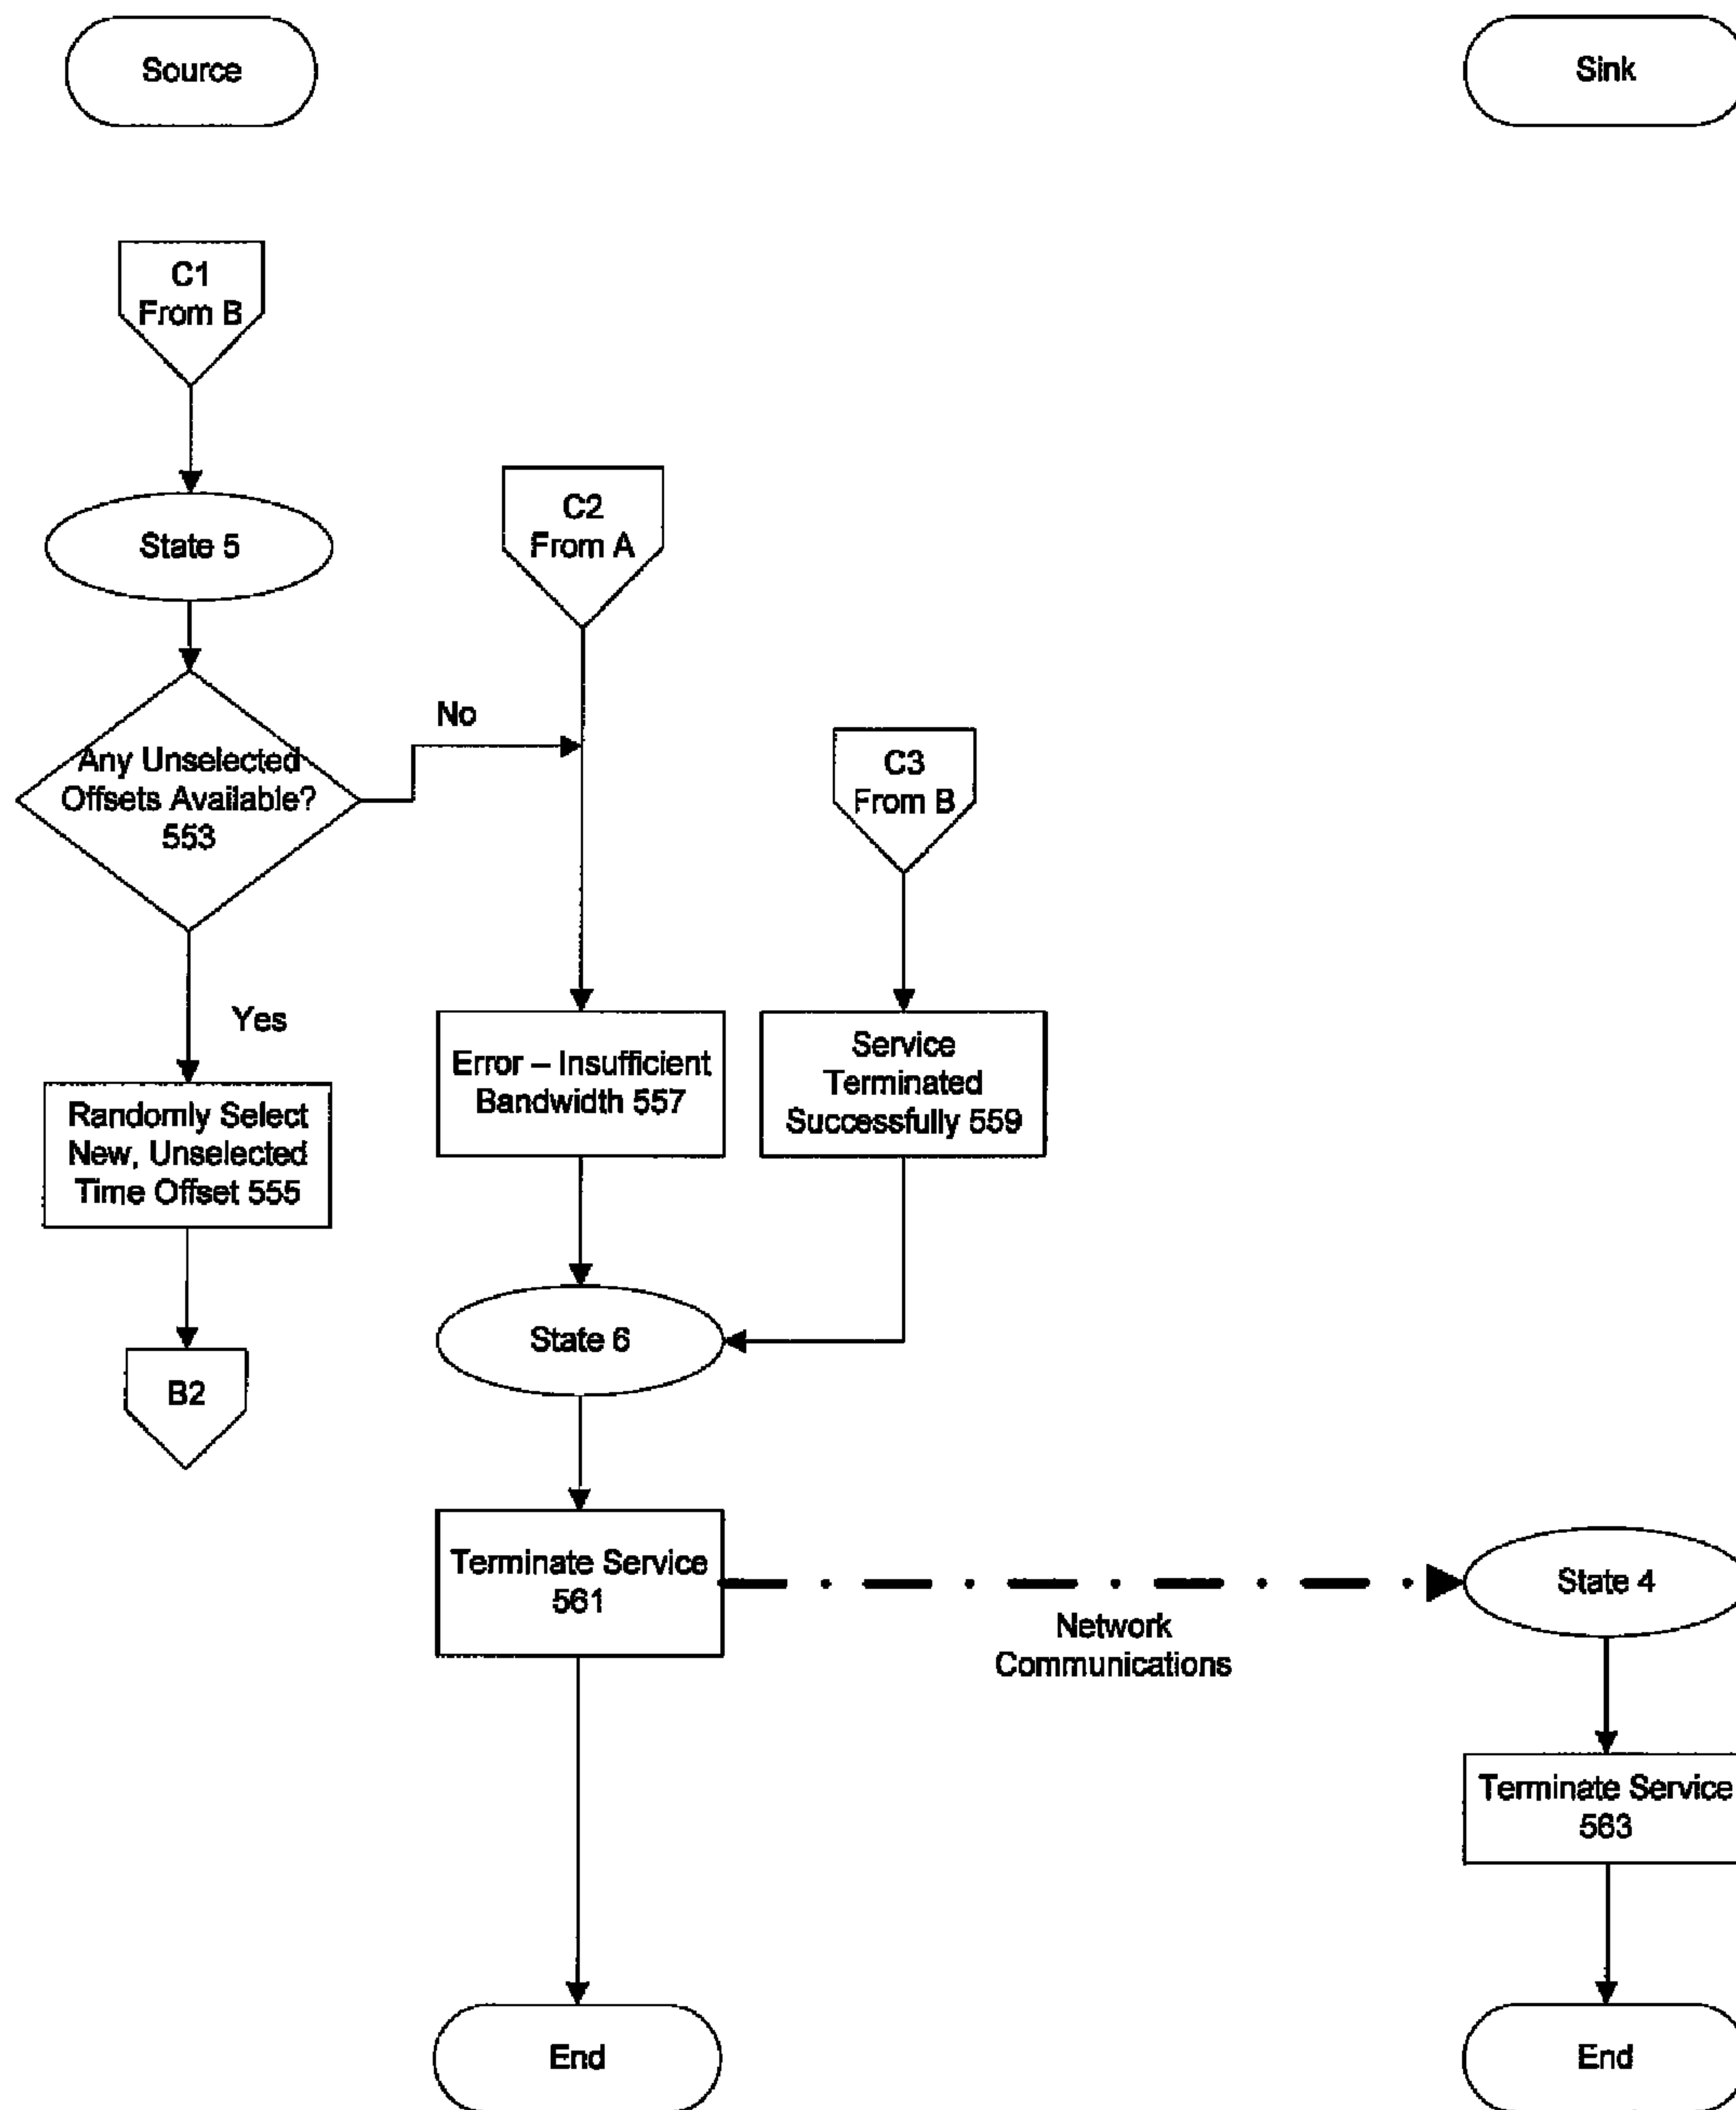 Source
Sink
C1
From B
State 5
C2
From A
No
Any Unselected
Offsets Available?
553
C3
From B
Yes
Error – Insufficient
Bandwidth 557
Service
Terminated
Successfully 559
Randomly Select
New, Unselected
Time Offset 555
State 6
B2
Terminate Service
561
Network
Communications
State 4
Terminate Service
563
End
End